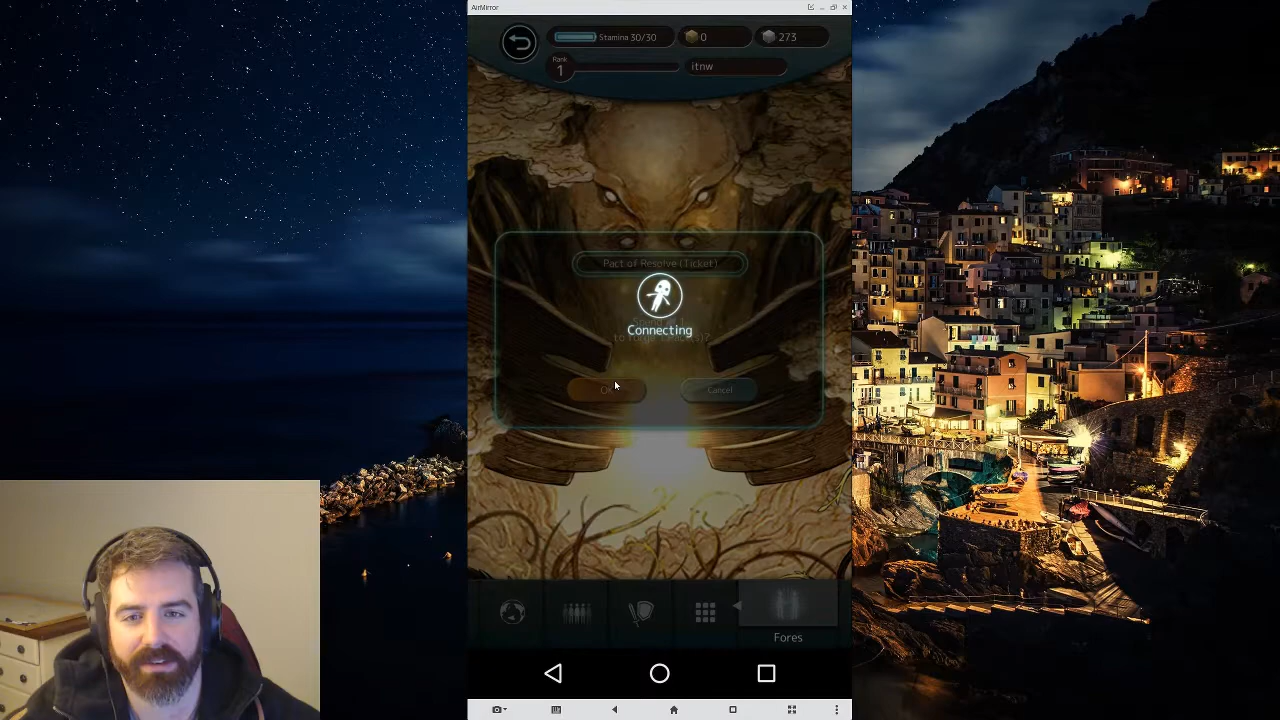 AirMirror
Stamina 30/30
0
273
Rank
1
itnw
Pact of Resolve (Ticket)
Connecting
Cancel
Fores